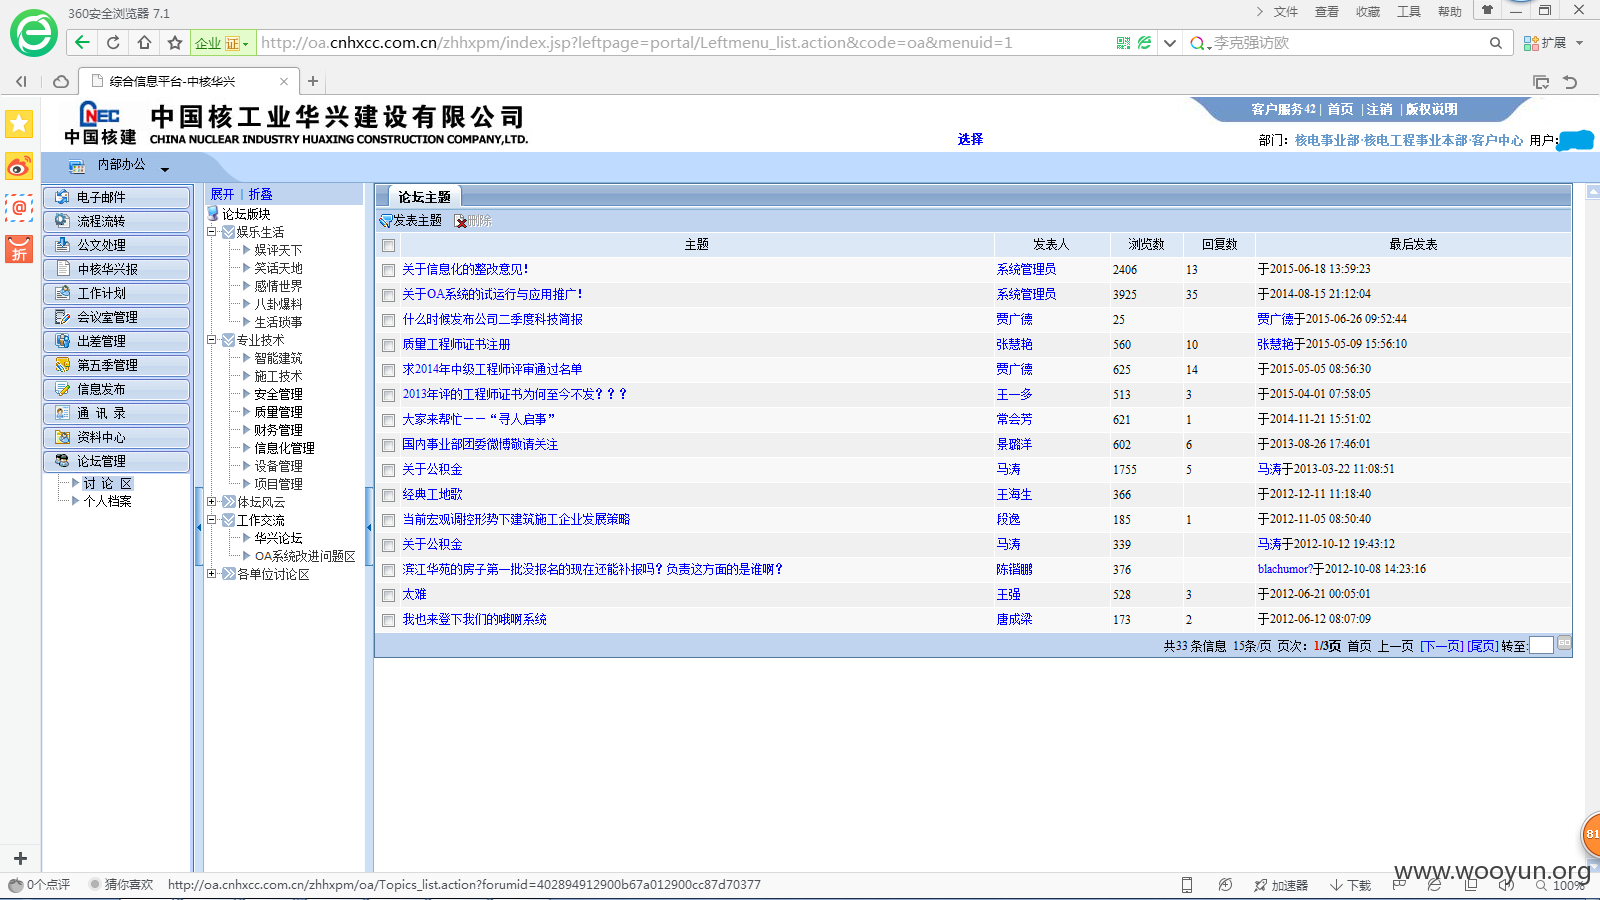 360安全浏览器 7.1
文件 查看 收藏 工具 帮助
企业 证
http://oa.cnhxcc.com.cn/zhhxpm/index.jsp?leftpage=portal/Leftmenu_list.action&code=oa&menuid=1
李克强访欧
扩展
综合信息平台-中核华兴
CNEC
中国核建
中国核工业华兴建设有限公司
CHINA NUCLEAR INDUSTRY HUAXING CONSTRUCTION COMPANY,LTD.
选择
客户服务42 | 首页 | 注销 | 版权说明
部门：核电事业部·核电工程事业本部·客户中心 用户:
内部办公
电子邮件
流程流转
公文处理
中核华兴报
工作计划
会议室管理
出差管理
第五季管理
信息发布
通 讯 录
资料中心
论坛管理
讨 论 区
个人档案
折
展开 | 折叠
论坛版块
娱乐生活
娱评天下
笑话天地
感情世界
八卦爆料
生活琐事
专业技术
智能建筑
施工技术
安全管理
质量管理
财务管理
信息化管理
设备管理
项目管理
体坛风云
工作交流
华兴论坛
OA系统改进问题区
各单位讨论区
论坛主题
发表主题 删除
主题 发表人 浏览数 回复数 最后发表
关于信息化的整改意见！ 系统管理员 2406 13 于2015-06-18 13:59:23
关于OA系统的试运行与应用推广！ 系统管理员 3925 35 于2014-08-15 21:12:04
什么时候发布公司二季度科技简报 贾广德 25 贾广德于2015-06-26 09:52:44
质量工程师证书注册 张慧艳 560 10 张慧艳于2015-05-09 15:56:10
求2014年中级工程师评审通过名单 贾广德 625 14 于2015-05-05 08:56:30
2013年评的工程师证书为何至今不发？？？ 王一多 513 3 于2015-04-01 07:58:05
大家来帮忙－－“寻人启事” 常会芳 621 1 于2014-11-21 15:51:02
国内事业部团委微博敬请关注 景璐洋 602 6 于2013-08-26 17:46:01
关于公积金 马涛 1755 5 马涛于2013-03-22 11:08:51
经典工地歌 王海生 366 于2012-12-11 11:18:40
当前宏观调控形势下建筑施工企业发展策略 段逸 185 1 于2012-11-05 08:50:40
关于公积金 马涛 339 马涛于2012-10-12 19:43:12
滨江华苑的房子第一批没报名的现在还能补报吗？负责这方面的是谁啊？ 陈锴鹏 376 blachumor?于2012-10-08 14:23:16
太难 王强 528 3 于2012-06-21 00:05:01
我也来登下我们的哦啊系统 唐成梁 173 2 于2012-06-12 08:07:09
共33 条信息 15条/页 页次：1/3页 首页 上一页 [下一页] [尾页] 转至:
81
www.wooyun.org
0个点评 猜你喜欢 http://oa.cnhxcc.com.cn/zhhxpm/oa/Topics_list.action?forumid=402894912900b67a012900cc87d70377
加速器 下载 100%